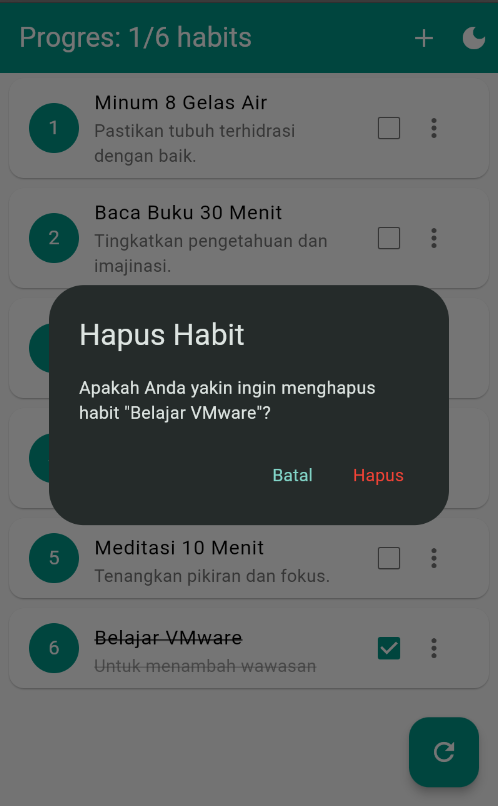 Progres: 1/6 habits
1
Minum 8 Gelas Air
Pastikan tubuh terhidrasi
dengan baik.
2
Baca Buku 30 Menit
Tingkatkan pengetahuan dan
imajinasi.
Hapus Habit
Apakah Anda yakin ingin menghapus
habit "Belajar VMware"?
Batal
Hapus
5
Meditasi 10 Menit
Tenangkan pikiran dan fokus.
6
Belajar VMware
Untuk menambah wawasan